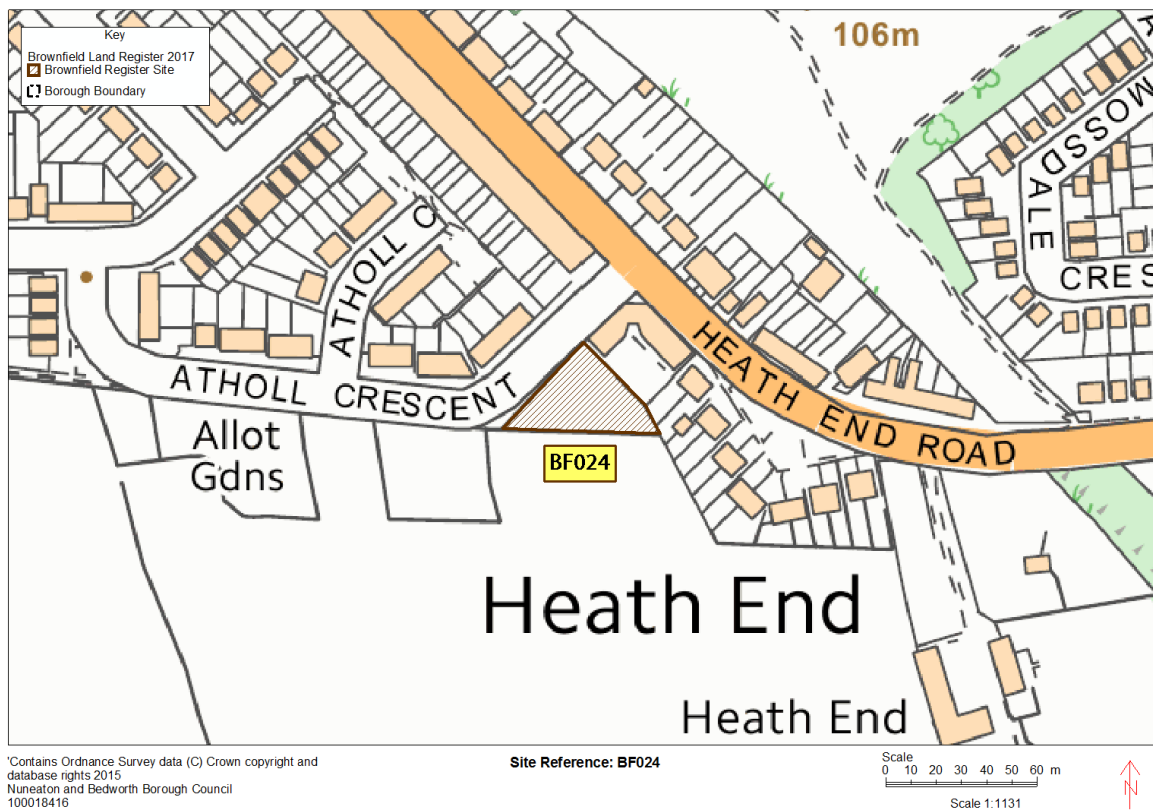 Key
Brownfield Land Register 2017
Brownfield Register Site
Borough Boundary
106m
MOSSDALE
CRES
ATHOLL C
ATHOLL CRESCENT
HEATH END ROAD
Allot
Gdns
BF024
Heath End
Heath End
'Contains Ordnance Survey data (C) Crown copyright and
database rights 2015
Nuneaton and Bedworth Borough Council
100018416
Site Reference: BF024
Scale
0 10 20 30 40 50 60 m
Scale 1:1131
N